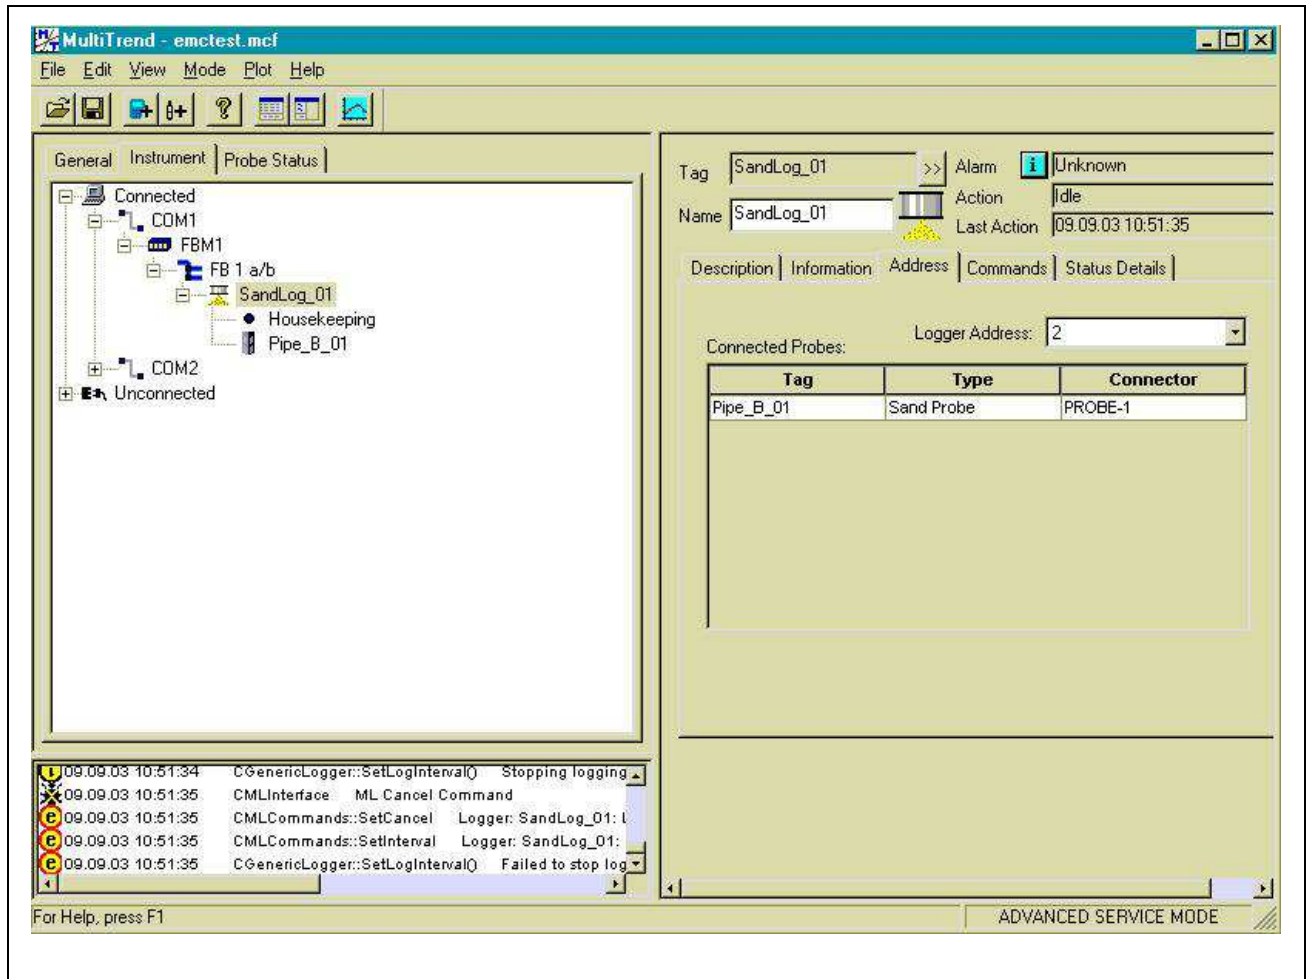 MultiTrend - emctest.mcf
File Edit View Mode Plot Help
General Instrument Probe Status
Connected
COM1
FBM1
FB 1 a/b
SandLog_01
Housekeeping
Pipe_B_01
COM2
Unconnected
Tag SandLog_01 >> Alarm i Unknown
Action Idle
Name SandLog_01
Last Action 09.09.03 10:51:35
Description Information Address Commands Status Details
Logger Address: 2
Connected Probes:
Tag Type Connector
Pipe_B_01 Sand Probe PROBE-1
09.09.03 10:51:34 CGenericLogger::SetLogInterval() Stopping logging
09.09.03 10:51:35 CMLInterface ML Cancel Command
e 09.09.03 10:51:35 CMLCommands::SetCancel Logger: SandLog_01: L
e 09.09.03 10:51:35 CMLCommands::SetInterval Logger: SandLog_01:
e 09.09.03 10:51:35 CGenericLogger::SetLogInterval() Failed to stop log
For Help, press F1
ADVANCED SERVICE MODE